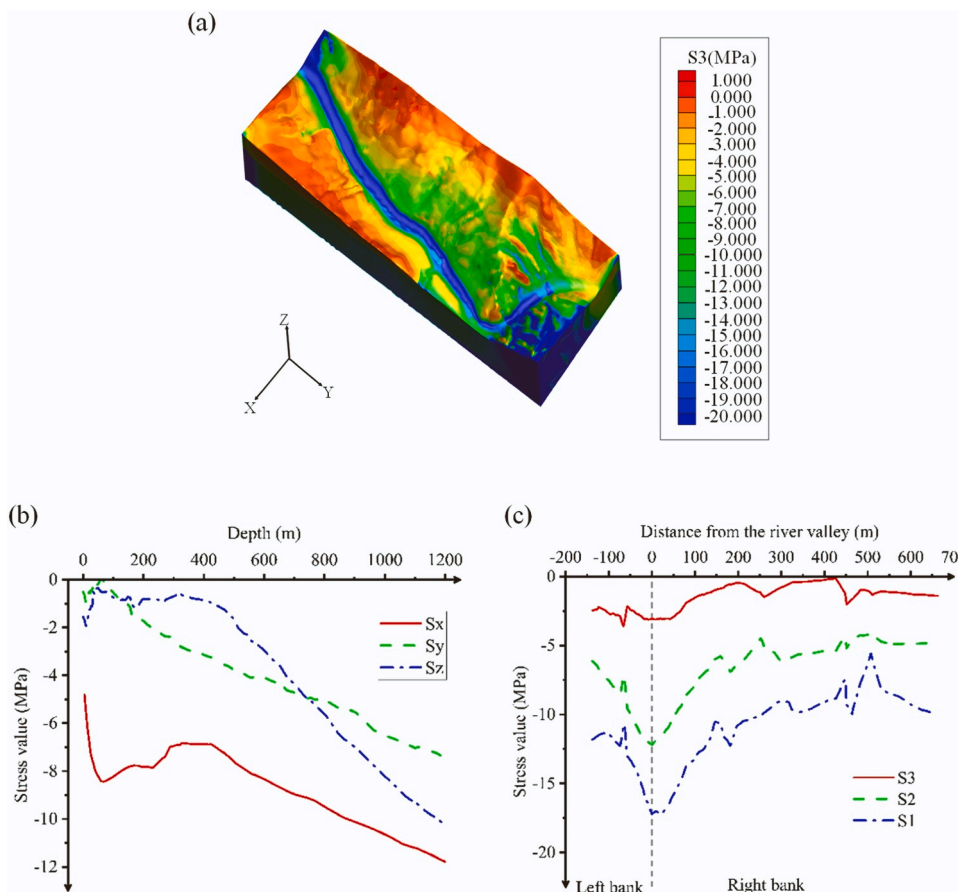 (a)
S3(MPa)
1.000
0.000
-1.000
-2.000
-3.000
-4.000
-5.000
-6.000
-7.000
-8.000
-9.000
-10.000
-11.000
-12.000
-13.000
-14.000
-15.000
-16.000
-17.000
-18.000
-19.000
-20.000
Z
X
Y
(b)
Depth (m)
0 200 400 600 800 1000 1200
0
-2
-4
-6
-8
-10
-12
Stress value (MPa)
Sx
Sy
Sz
(c)
Distance from the river valley (m)
-200 -100 0 100 200 300 400 500 600 70
0
-5
-10
-15
-20
Stress value (MPa)
S3
S2
S1
Left bank
Right bank